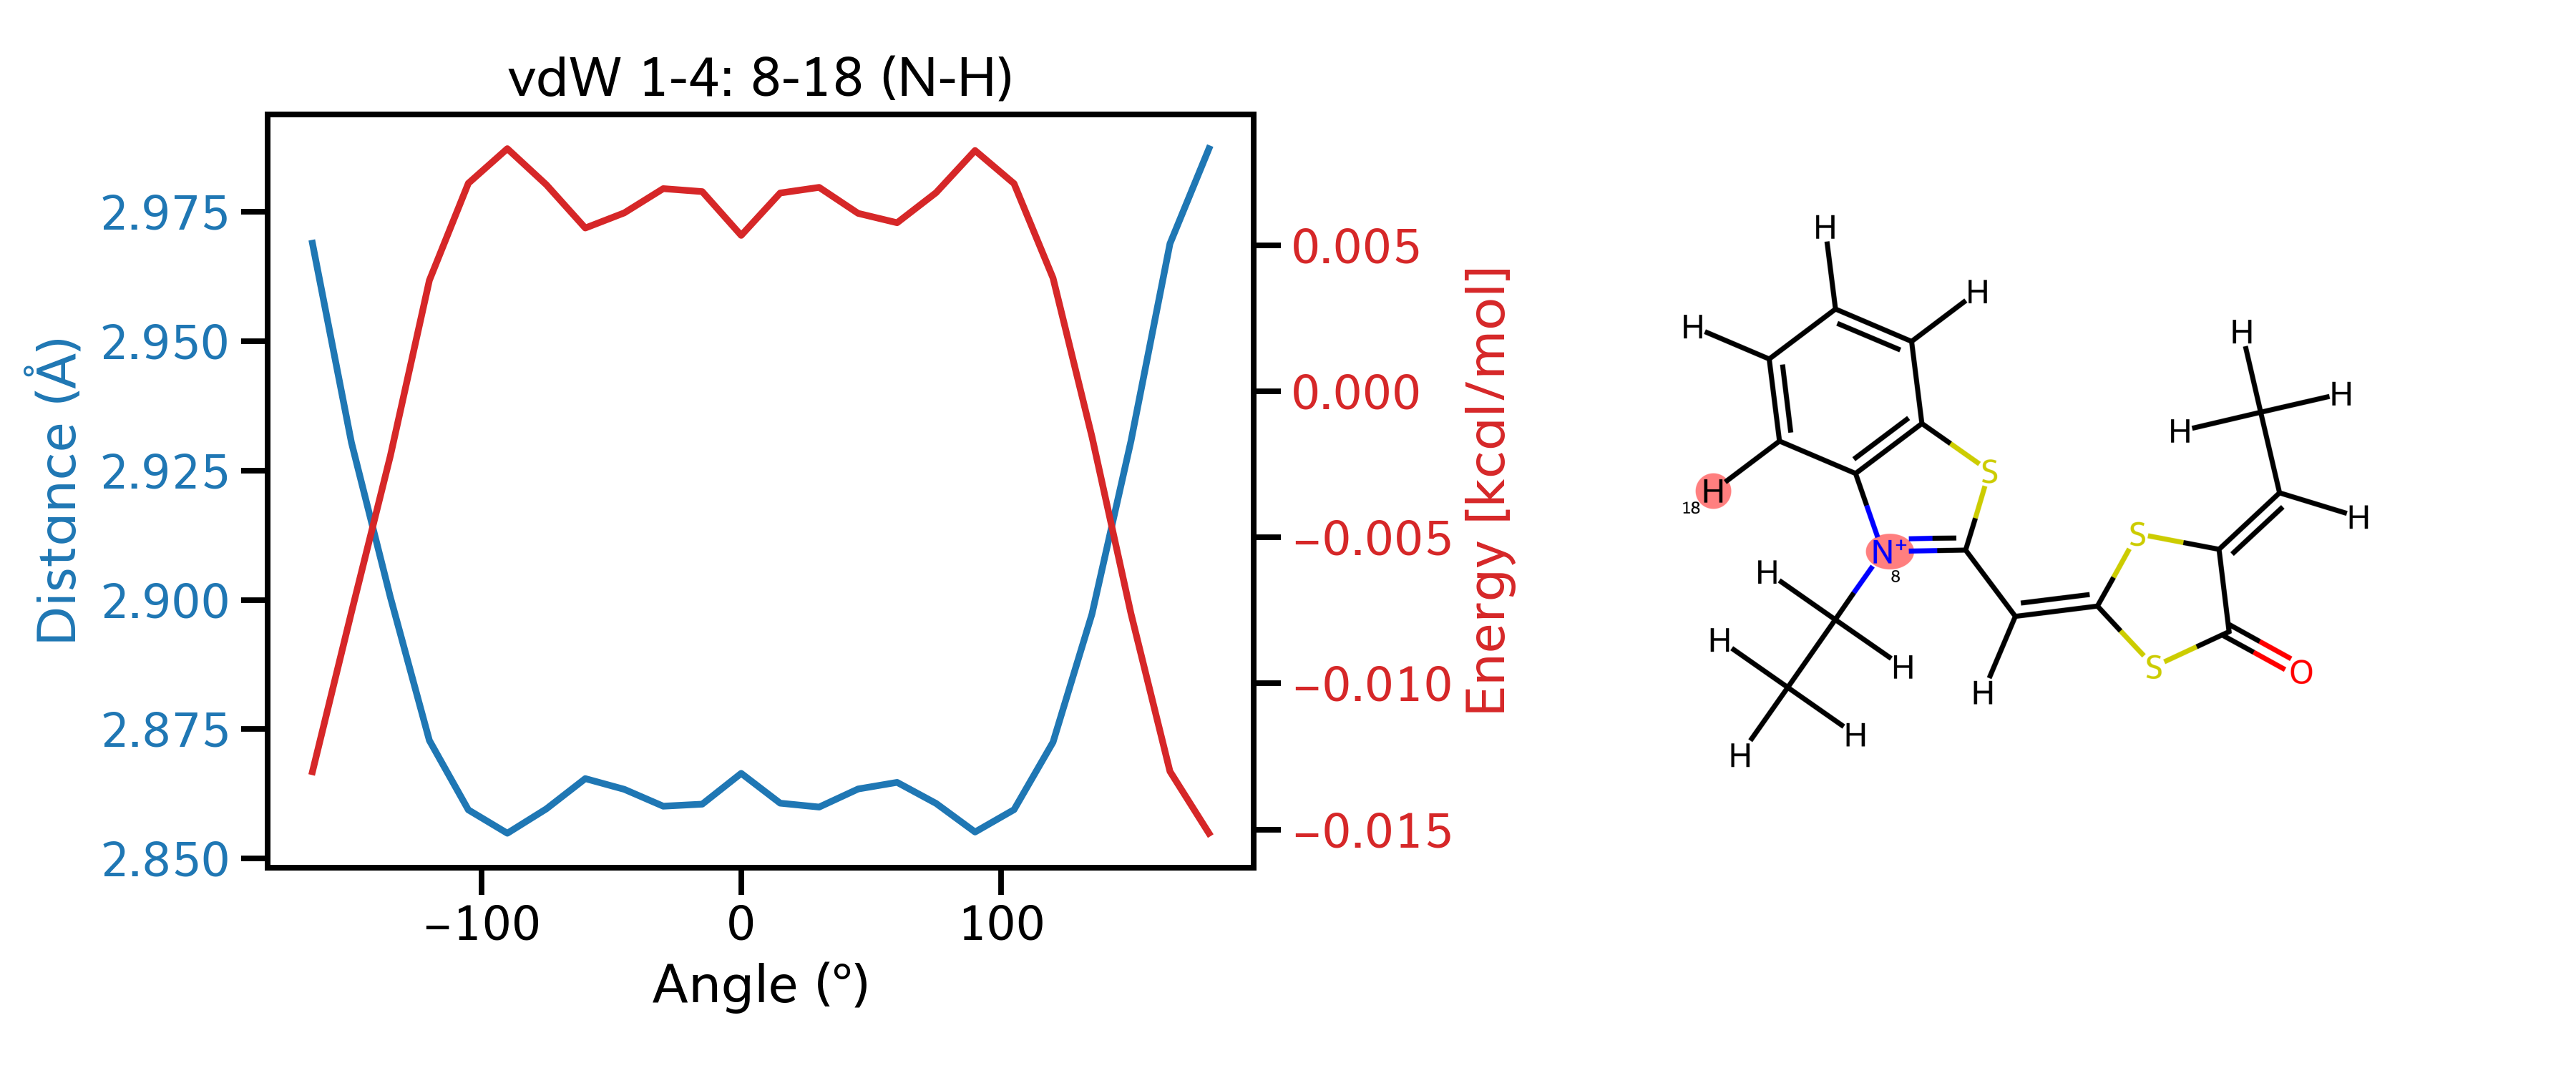 vdW 1-4: 8-18 (N-H)
Distance (Å)
2.975
2.950
2.925
2.900
2.875
2.850
−100
0
100
Angle (°)
0.005
0.000
−0.005
−0.010
−0.015
Energy [kcal/mol]
H
H
H
H
18
S
N+
8
H
H
H
H
H
H
S
S
O
H
H
H
H